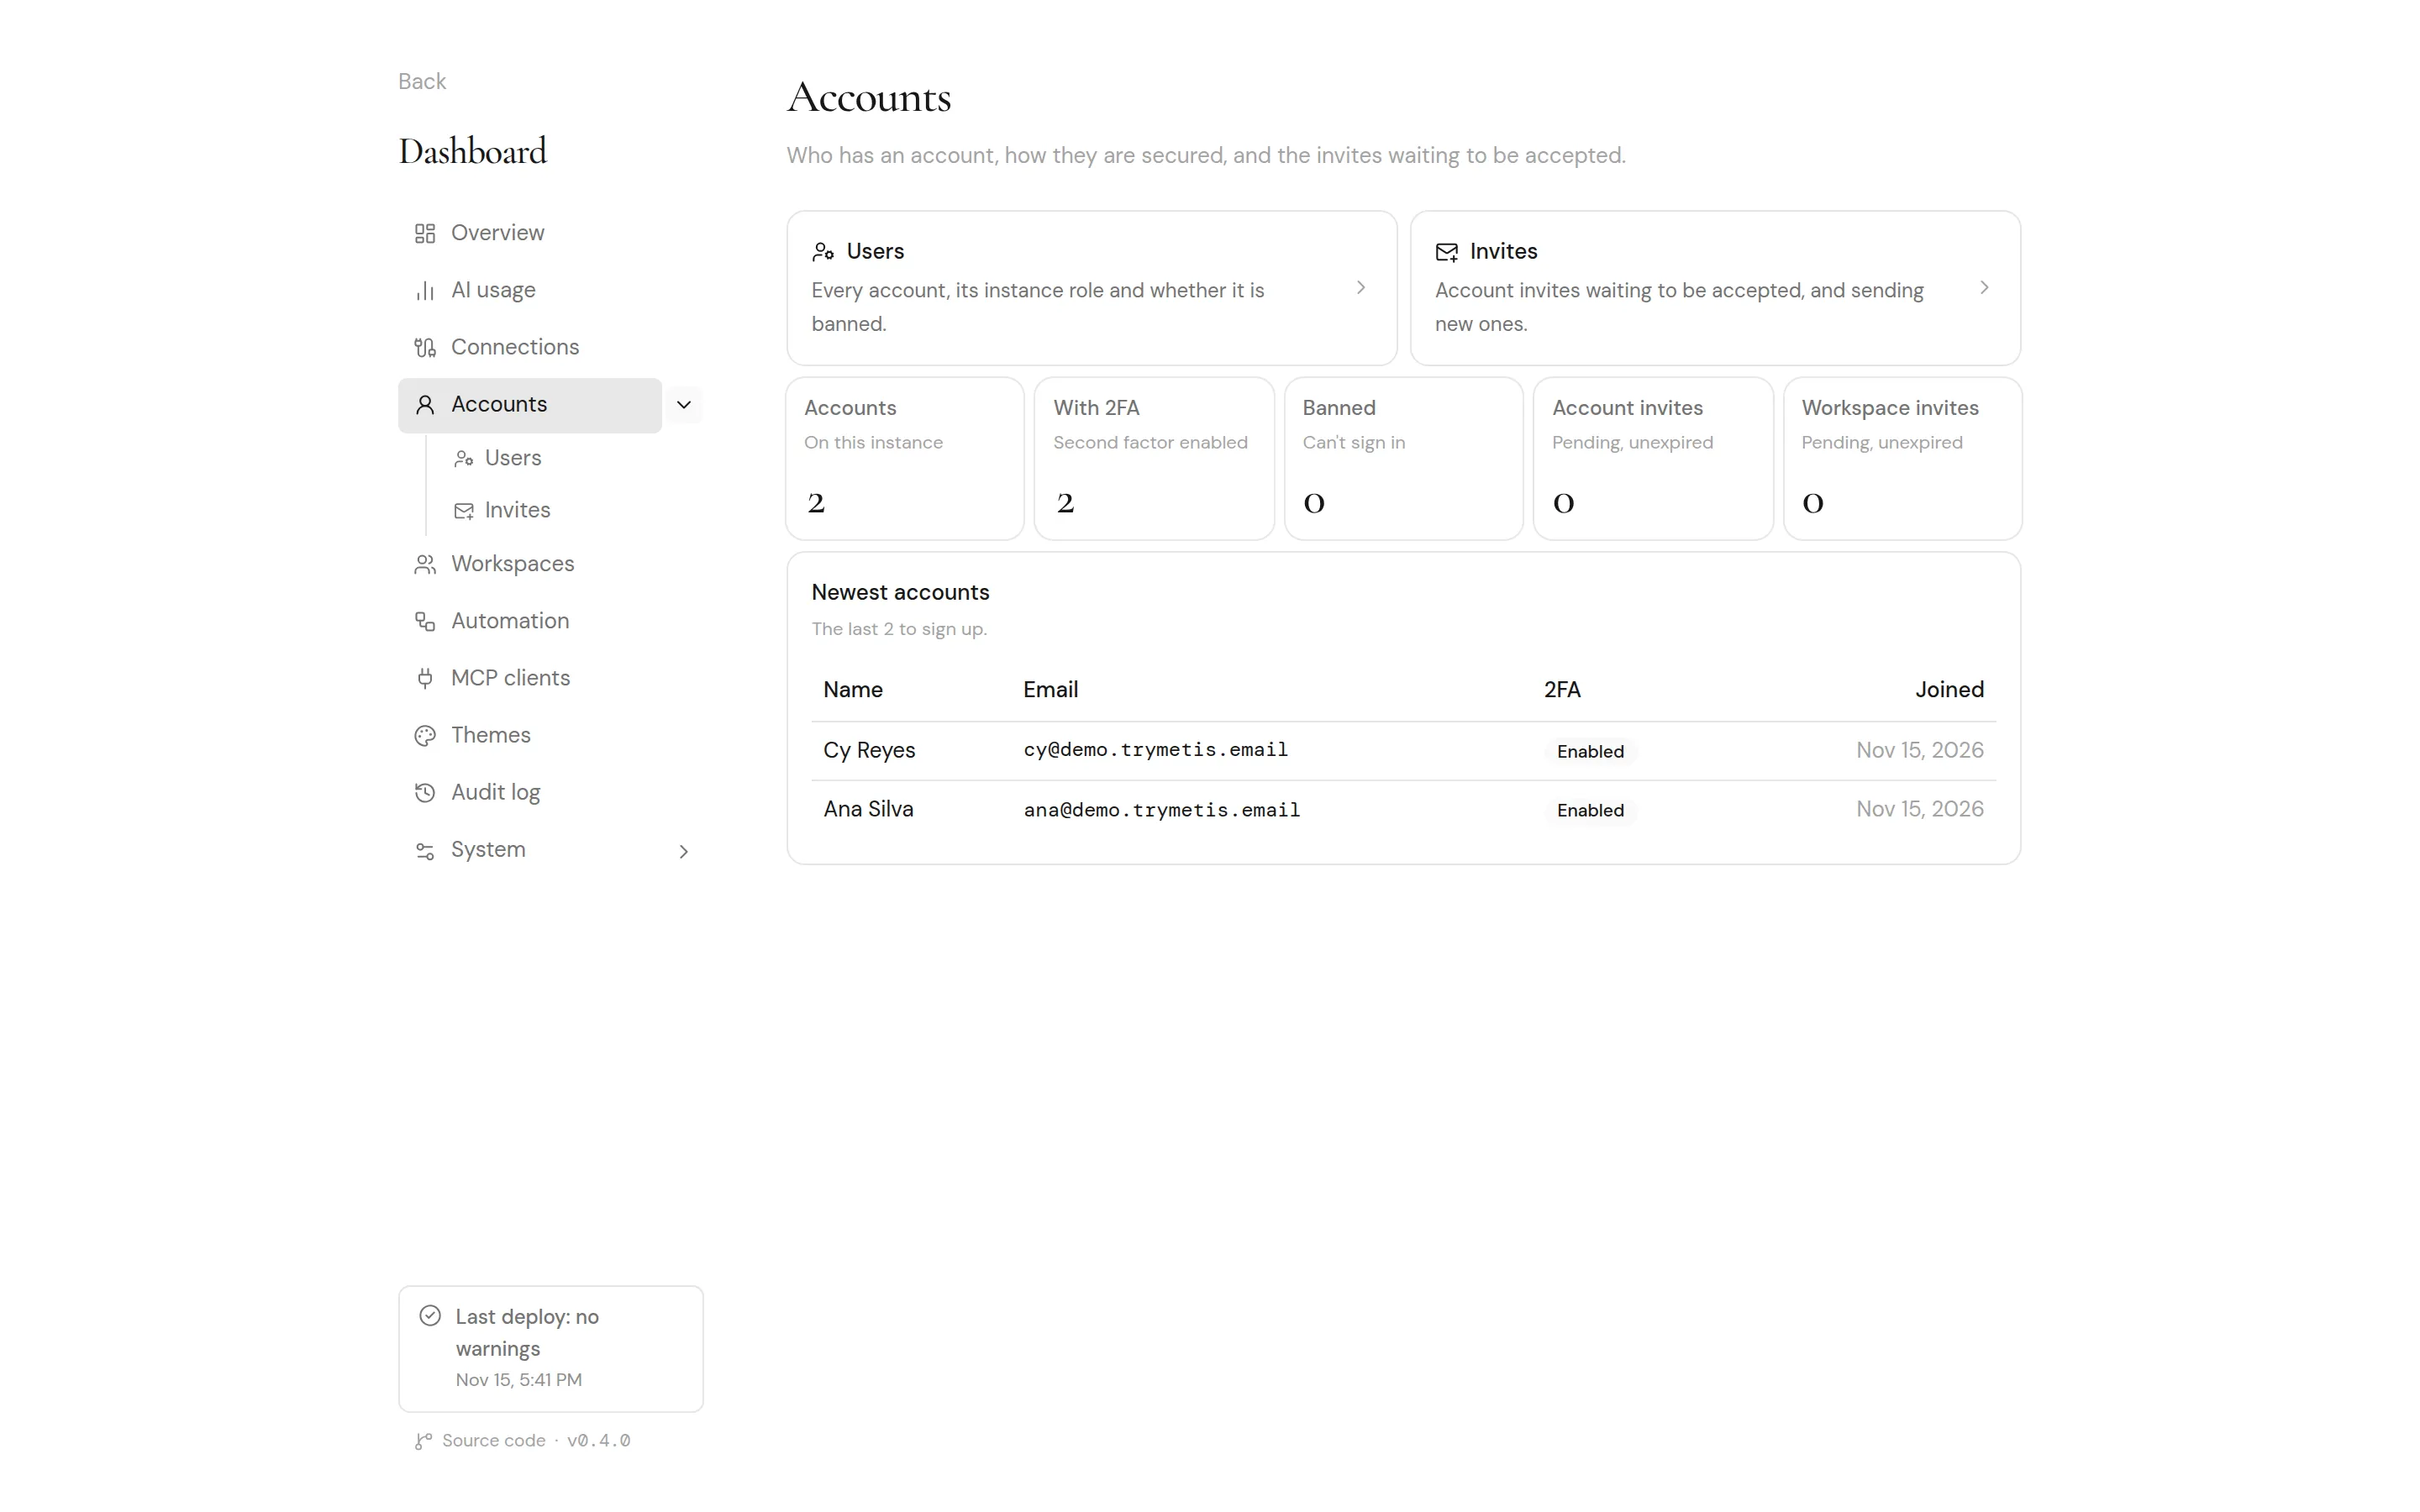 Back
Dashboard
Overview
AI usage
Connections
Accounts
Users
Invites
Workspaces
Automation
MCP clients
Themes
Audit log
System
Last deploy: no
warnings
Nov 15, 5:41 PM
Source code · v0.4.0
Accounts
Who has an account, how they are secured, and the invites waiting to be accepted.
Users
Every account, its instance role and whether it is
banned.
Invites
Account invites waiting to be accepted, and sending
new ones.
Accounts
On this instance
2
With 2FA
Second factor enabled
2
Banned
Can't sign in
0
Account invites
Pending, unexpired
0
Workspace invites
Pending, unexpired
0
Newest accounts
The last 2 to sign up.
Name Email 2FA Joined
Cy Reyes cy@demo.trymetis.email Enabled Nov 15, 2026
Ana Silva ana@demo.trymetis.email Enabled Nov 15, 2026